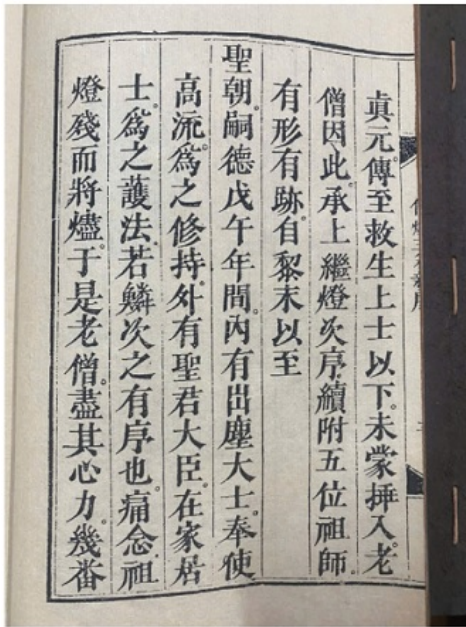 眞元。傳至救生上士以下。未蒙揷入。老
僧因此。承上繼燈次序。續附五位祖師。
有形有跡。自黎末以至
聖朝。嗣德戊午年間。內有出塵大士。奉使
高流。爲之修持。外有聖君大臣。在家居
士。爲之護法。若鱗次之有序也。痛念祖
燈殘而將燼。于是老僧。盡其心力。幾畨